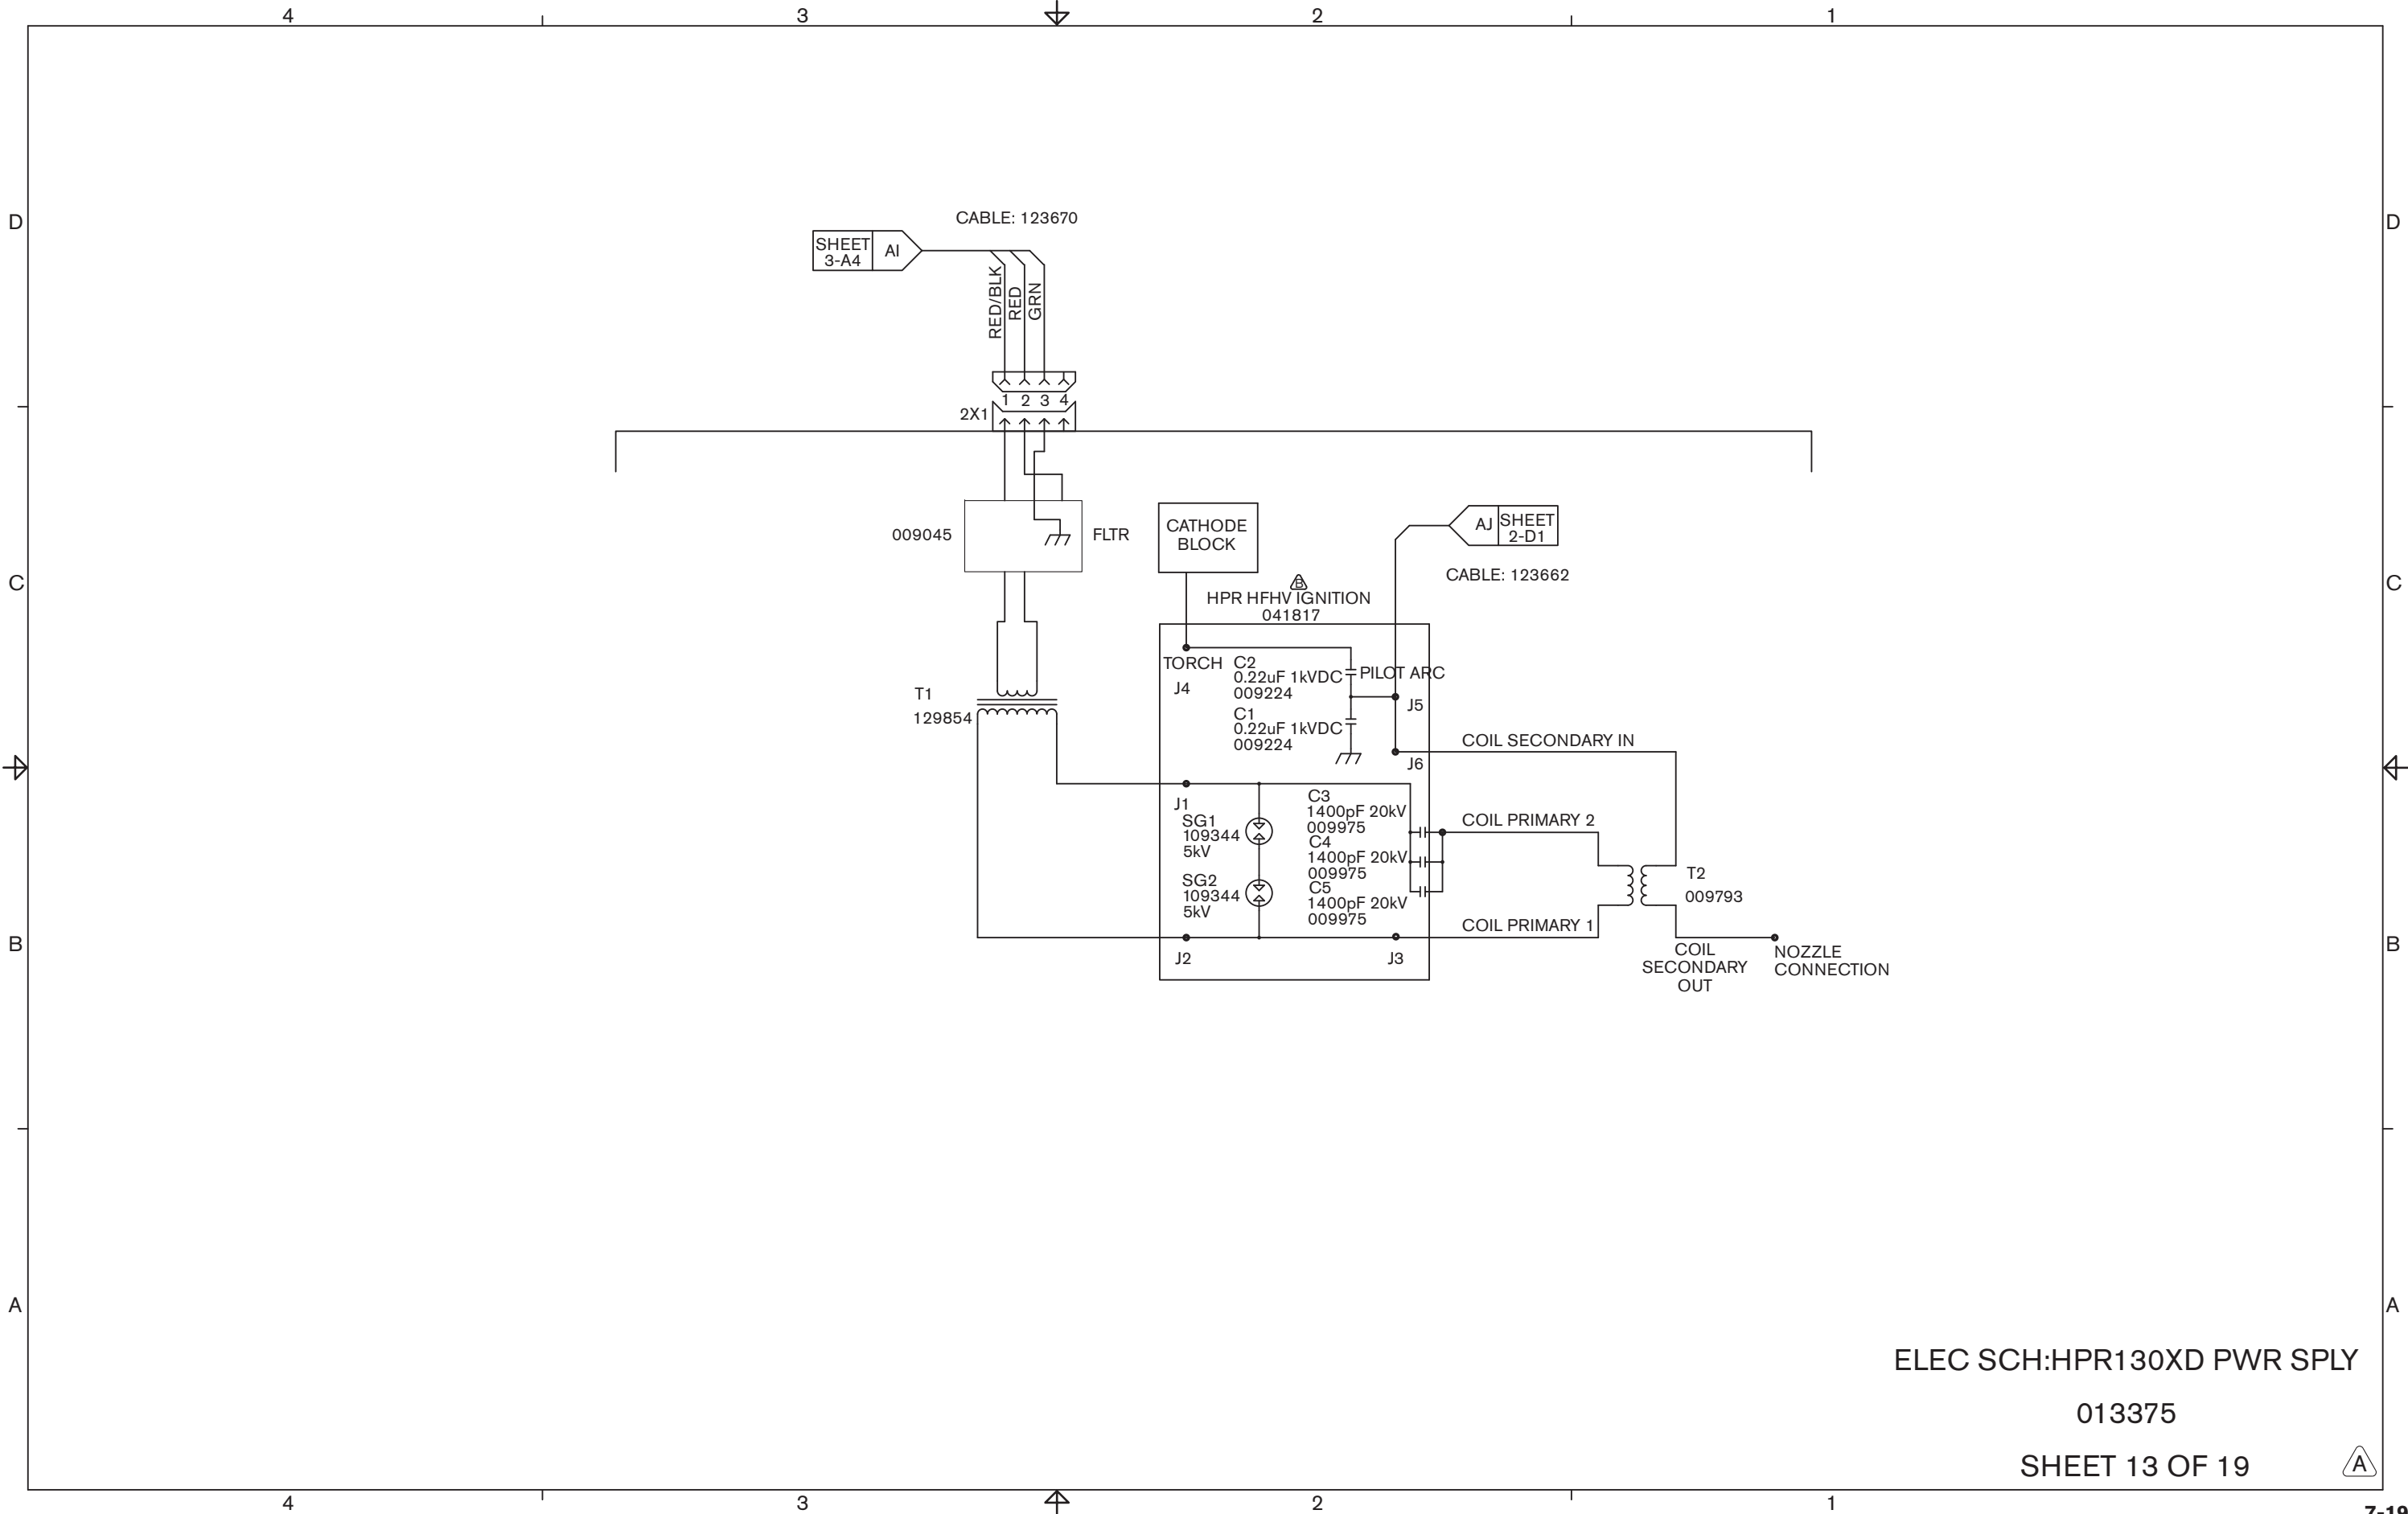 4 3 2 1
D D
CABLE: 123670
SHEET
3-A4
AI
RED/BLK
RED
GRN
1 2 3 4
2X1
CATHODE
BLOCK
AJ
SHEET
2-D1
009045
FLTR
CABLE: 123662
C C
B
HPR HFHV IGNITION
041817
TORCH
J4
C2
0.22uF 1kVDC
009224
PILOT ARC
J5
C1
0.22uF 1kVDC
009224
T1
129854
COIL SECONDARY IN
J6
J1
SG1
109344
5kV
C3
1400pF 20kV
009975
COIL PRIMARY 2
C4
1400pF 20kV
009975
SG2
109344
5kV
C5
1400pF 20kV
009975
T2
009793
COIL PRIMARY 1
B B
J2
J3
COIL
SECONDARY
OUT
NOZZLE
CONNECTION
A A
ELEC SCH:HPR130XD PWR SPLY
013375
SHEET 13 OF 19
A
4 3 2 1
7-19